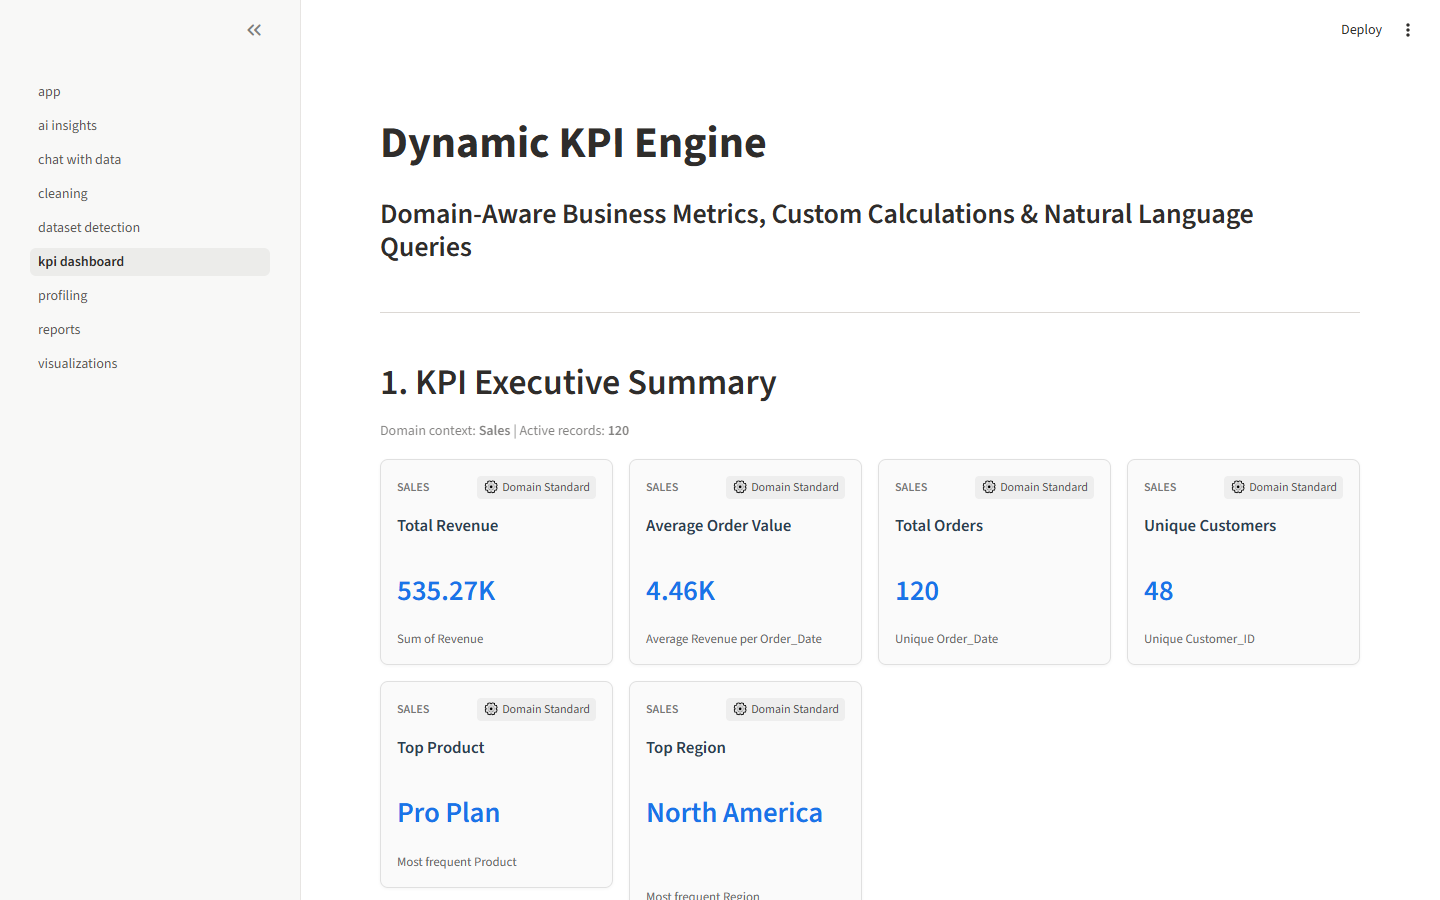 Deploy
app
ai insights
chat with data
cleaning
dataset detection
kpi dashboard
profiling
reports
visualizations
Dynamic KPI Engine
Domain-Aware Business Metrics, Custom Calculations & Natural Language
Queries
1. KPI Executive Summary
Domain context: Sales | Active records: 120
SALES
Domain Standard
Total Revenue
535.27K
Sum of Revenue
SALES
Domain Standard
Average Order Value
4.46K
Average Revenue per Order_Date
SALES
Domain Standard
Total Orders
120
Unique Order_Date
SALES
Domain Standard
Unique Customers
48
Unique Customer_ID
SALES
Domain Standard
Top Product
Pro Plan
Most frequent Product
SALES
Domain Standard
Top Region
North America
Most frequent Region